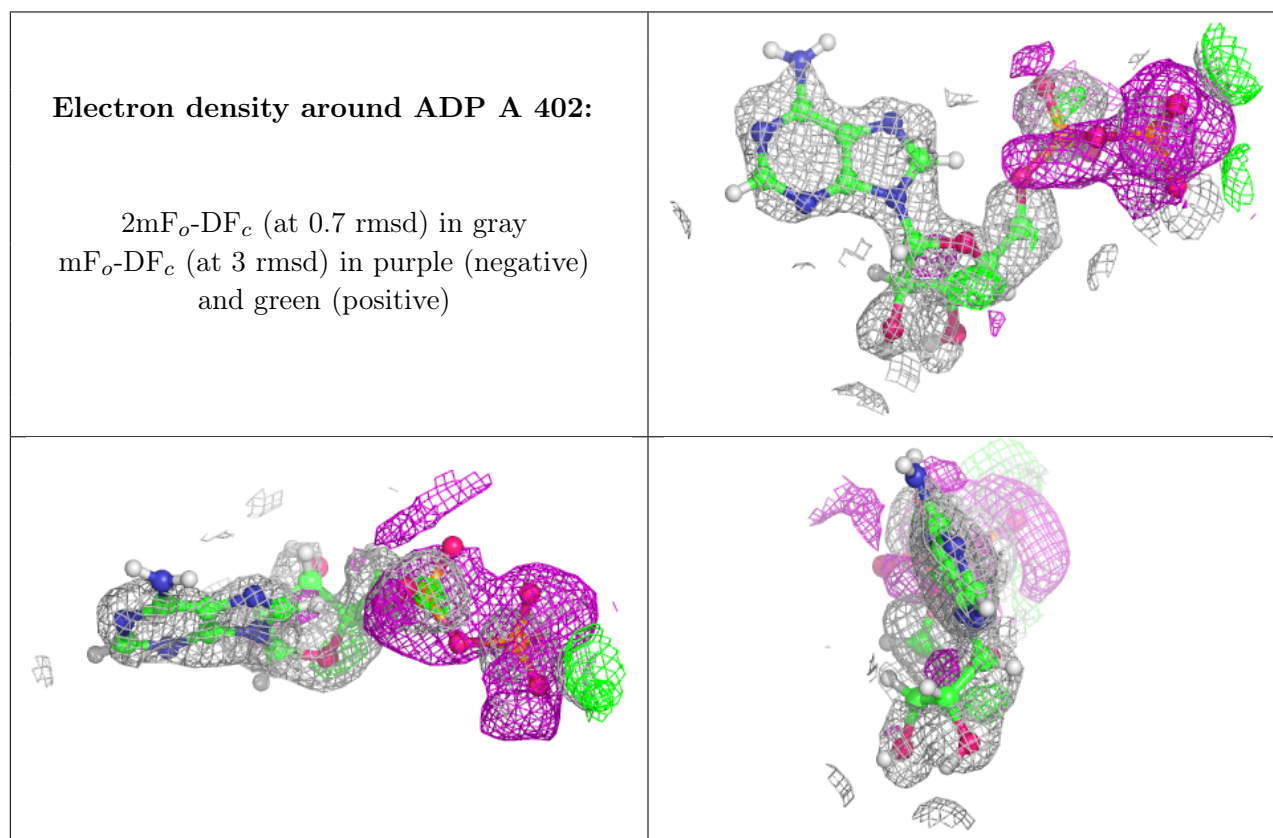 Electron density around ADP A 402:
2mFo-DFc (at 0.7 rmsd) in gray
mFo-DFc (at 3 rmsd) in purple (negative)
and green (positive)